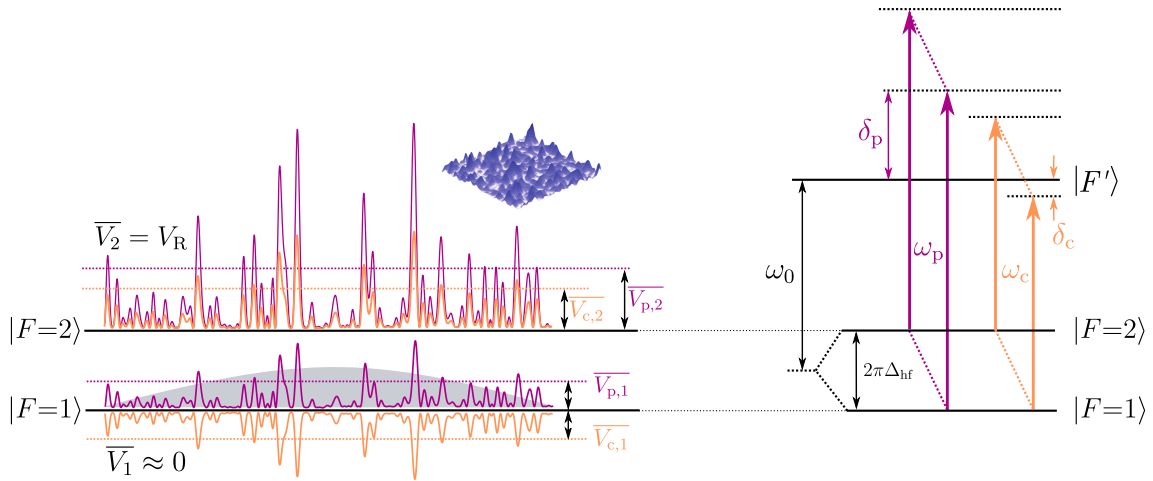 $\overline{V_2} = V_{\mathrm{R}}$
$\overline{V_{\mathrm{c},2}}$
$\overline{V_{\mathrm{p},2}}$
$|F{=}2\rangle$
$\overline{V_{\mathrm{p},1}}$
$|F{=}1\rangle$
$\overline{V_{\mathrm{c},1}}$
$\overline{V_1} \approx 0$
$\delta_{\mathrm{p}}$
$|F'\rangle$
$\delta_{\mathrm{c}}$
$\omega_0$
$\omega_{\mathrm{p}}$
$\omega_{\mathrm{c}}$
$|F{=}2\rangle$
$2\pi\Delta_{\mathrm{hf}}$
$|F{=}1\rangle$